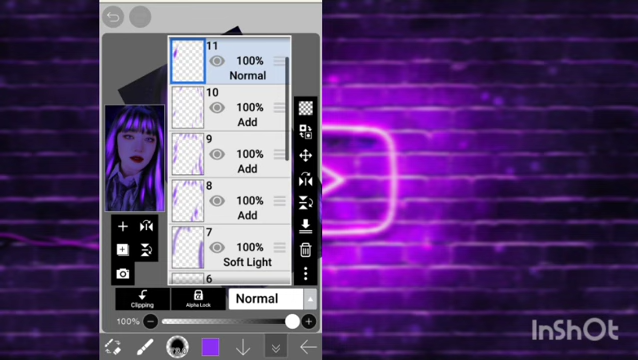 11
100%
Normal
10
100%
Add
9
100%
Add
8
100%
Add
7
100%
Soft Light
6
Clipping
Alpha Lock
Normal
100%
InShOt